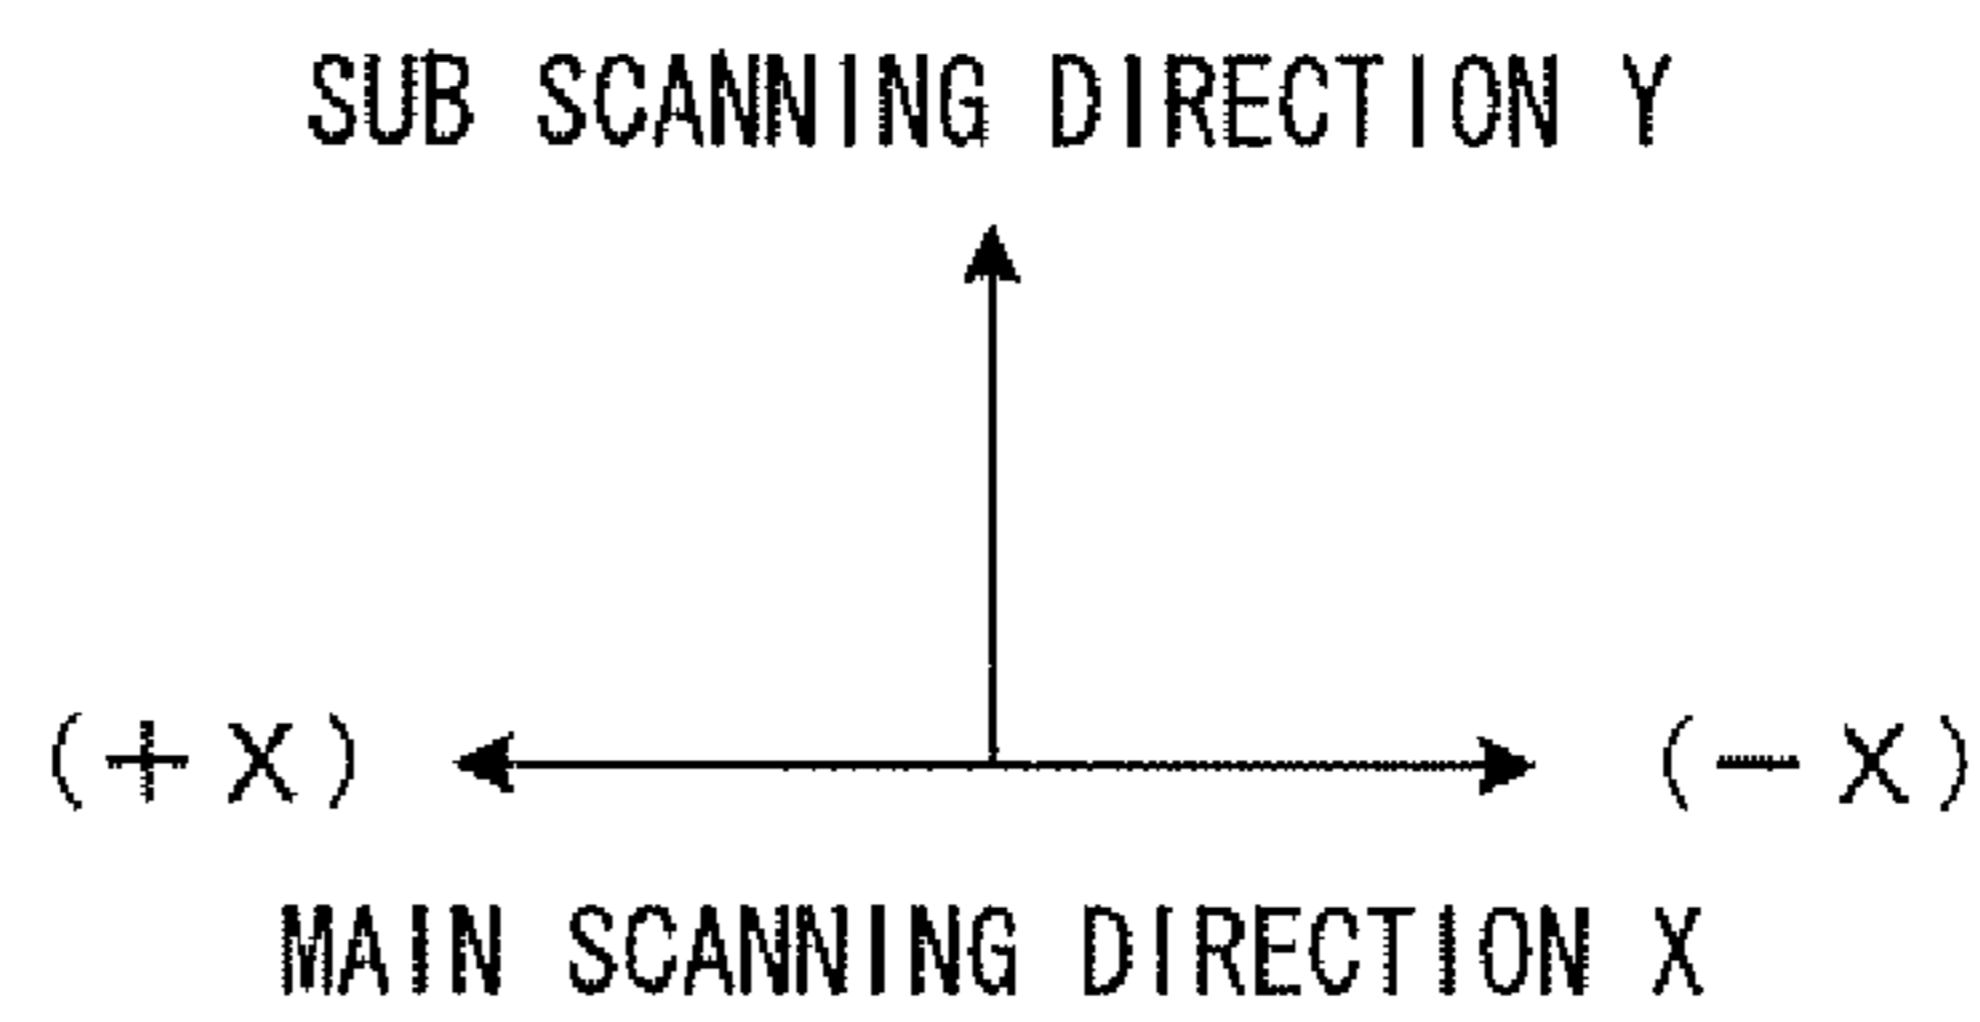 SUB SCANNING DIRECTION Y
(+X) (-X)
MAIN SCANNING DIRECTION X